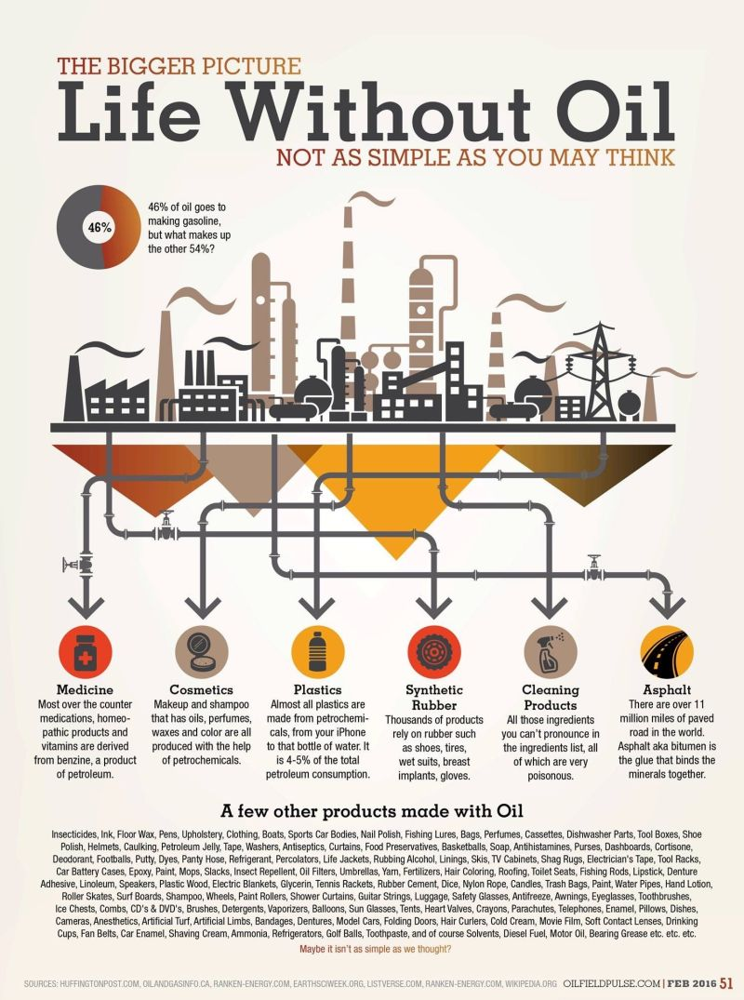 THE BIGGER PICTURE
Life Without Oil
NOT AS SIMPLE AS YOU MAY THINK
46%
46% of oil goes to
making gasoline,
but what makes up
the other 54%?
Medicine
Most over the counter
medications, homeo-
pathic products and
vitamins are derived
from benzine, a product
of petroleum.
Cosmetics
Makeup and shampoo
that has oils, perfumes,
waxes and color are all
produced with the help
of petrochemicals.
Plastics
Almost all plastics are
made from petrochemi-
cals, from your iPhone
to that bottle of water. It
is 4-5% of the total
petroleum consumption.
Synthetic
Rubber
Thousands of products
rely on rubber such
as shoes, tires,
wet suits, breast
implants, gloves.
Cleaning
Products
All those ingredients
you can't pronounce in
the ingredients list, all
of which are very
poisonous.
Asphalt
There are over 11
million miles of paved
road in the world.
Asphalt aka bitumen is
the glue that binds the
minerals together.
A few other products made with Oil
Insecticides, Ink, Floor Wax, Pens, Upholstery, Clothing, Boats, Sports Car Bodies, Nail Polish, Fishing Lures, Bags, Perfumes, Cassettes, Dishwasher Parts, Tool Boxes, Shoe
Polish, Helmets, Caulking, Petroleum Jelly, Tape, Washers, Antiseptics, Curtains, Food Preservatives, Basketballs, Soap, Antihistamines, Purses, Dashboards, Cortisone,
Deodorant, Footballs, Putty, Dyes, Panty Hose, Refrigerant, Percolators, Life Jackets, Rubbing Alcohol, Linings, Skis, TV Cabinets, Shag Rugs, Electrician's Tape, Tool Racks,
Car Battery Cases, Epoxy, Paint, Mops, Slacks, Insect Repellent, Oil Filters, Umbrellas, Yarn, Fertilizers, Hair Coloring, Roofing, Toilet Seats, Fishing Rods, Lipstick, Denture
Adhesive, Linoleum, Speakers, Plastic Wood, Electric Blankets, Glycerin, Tennis Rackets, Rubber Cement, Dice, Nylon Rope, Candles, Trash Bags, Paint, Water Pipes, Hand Lotion,
Roller Skates, Surf Boards, Shampoo, Wheels, Paint Rollers, Shower Curtains, Guitar Strings, Luggage, Safety Glasses, Antifreeze, Awnings, Eyeglasses, Toothbrushes,
Ice Chests, Combs, CD's & DVD's, Brushes, Detergents, Vaporizers, Balloons, Sun Glasses, Tents, Heart Valves, Crayons, Parachutes, Telephones, Enamel, Pillows, Dishes,
Cameras, Anesthetics, Artificial Turf, Artificial Limbs, Bandages, Dentures, Model Cars, Folding Doors, Hair Curlers, Cold Cream, Movie Film, Soft Contact Lenses, Drinking
Cups, Fan Belts, Car Enamel, Shaving Cream, Ammonia, Refrigerators, Golf Balls, Toothpaste, and of course Solvents, Diesel Fuel, Motor Oil, Bearing Grease etc. etc. etc.
Maybe it isn't as simple as we thought?
SOURCES: HUFFINGTONPOST.COM, OILANDGASINFO.CA, RANKEN-ENERGY.COM, EARTHSCIWEEK.ORG, LISTVERSE.COM, RANKEN-ENERGY.COM, WIKIPEDIA.ORG OILFIELDPULSE.COM | FEB 2016 51